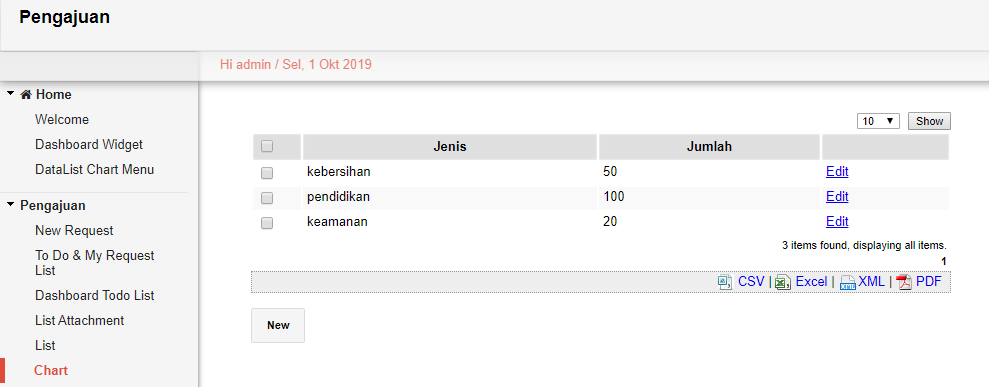 Pengajuan
Hi admin / Sel, 1 Okt 2019
Home
Welcome
Dashboard Widget
DataList Chart Menu
Pengajuan
New Request
To Do & My Request
List
Dashboard Todo List
List Attachment
List
Chart
10 Show
Jenis Jumlah
kebersihan 50 Edit
pendidikan 100 Edit
keamanan 20 Edit
3 items found, displaying all items.
1
CSV | Excel | XML | PDF
New